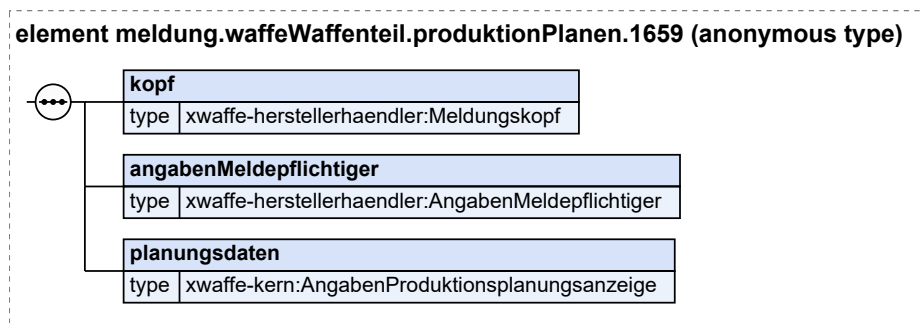 element meldung.waffeWaffenteil.produktionPlanen.1659 (anonymous type)
kopf
type xwaffe-herstellerhaendler:Meldungskopf
angabenMeldepflichtiger
type xwaffe-herstellerhaendler:AngabenMeldepflichtiger
planungsdaten
type xwaffe-kern:AngabenProduktionsplanungsanzeige